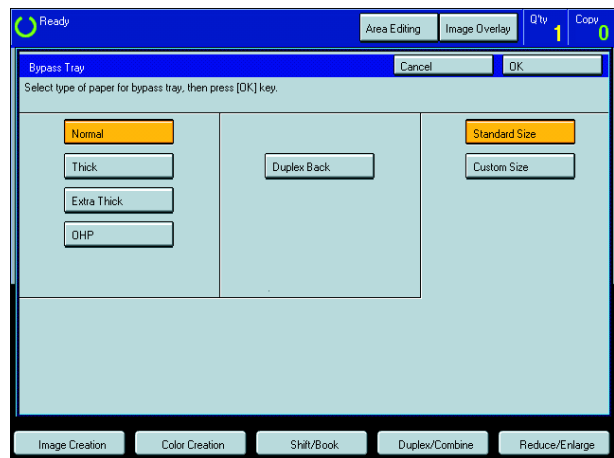 Ready
Area Editing
Image Overlay
Q'ty
1
Copy
0
Bypass Tray
Cancel
OK
Select type of paper for bypass tray, then press [OK] key.
Normal
Standard Size
Thick
Duplex Back
Custom Size
Extra Thick
OHP
Image Creation
Color Creation
Shift/Book
Duplex/Combine
Reduce/Enlarge